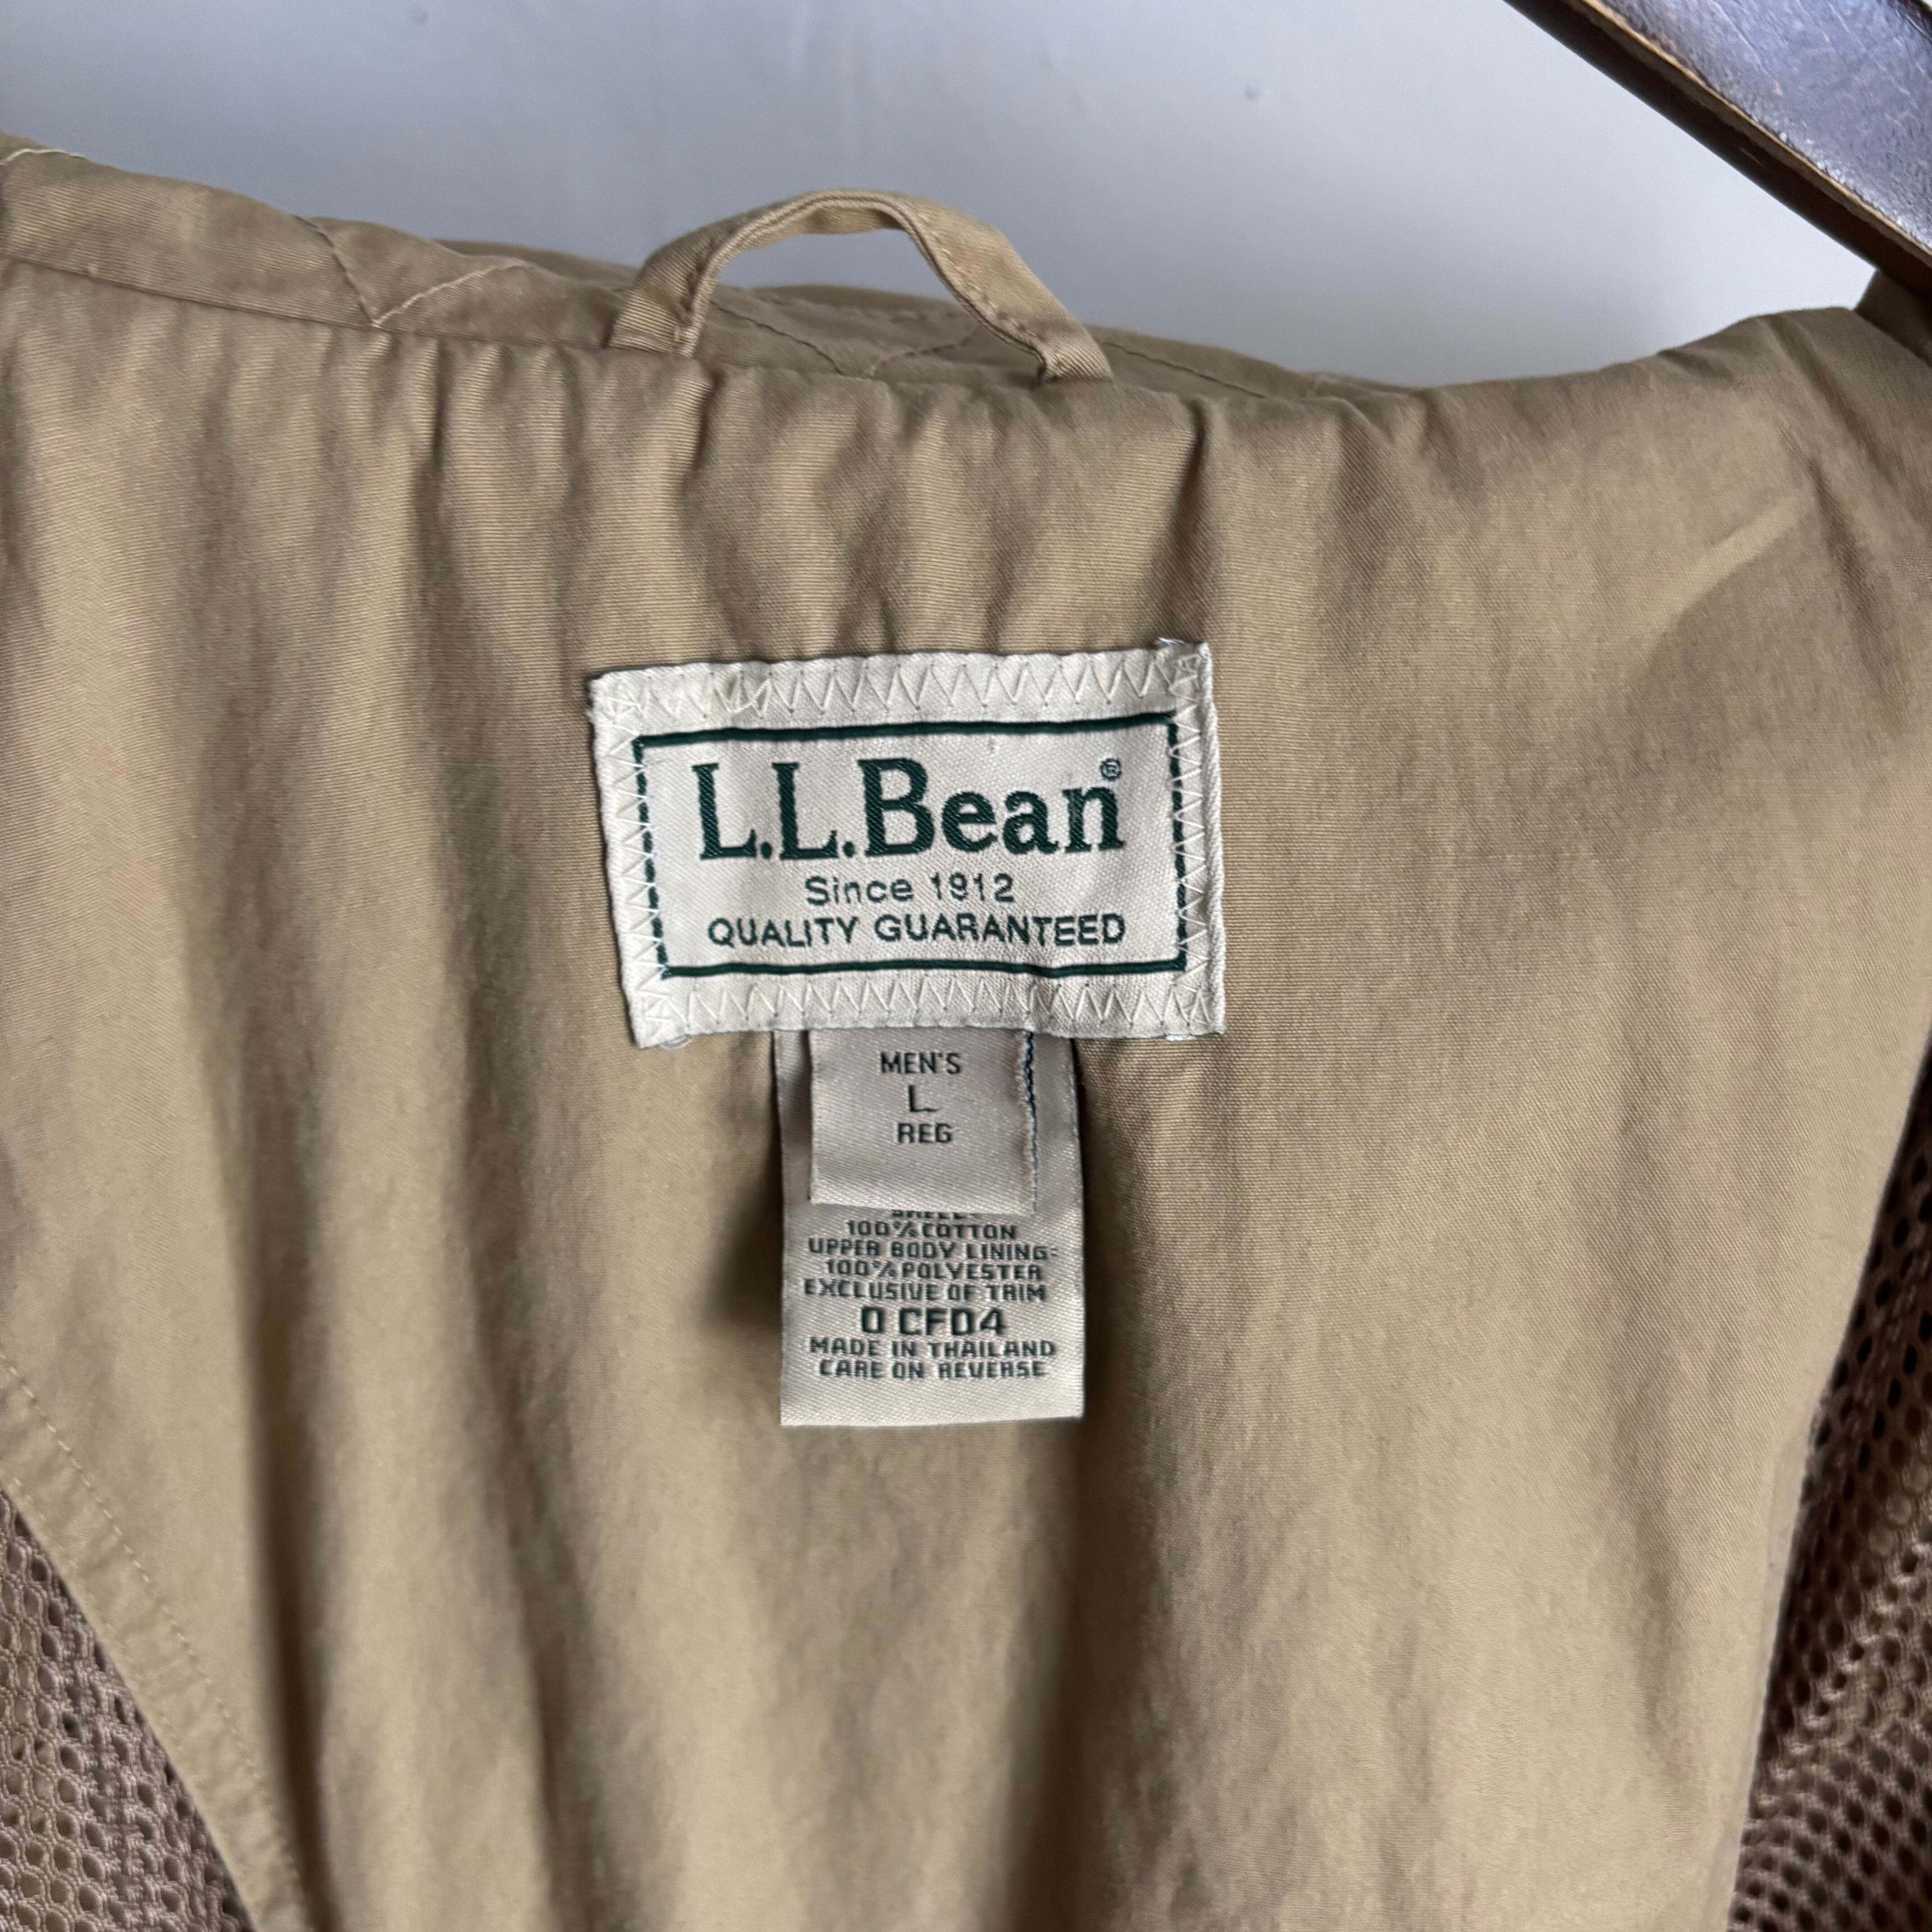 L.L.Bean®
Since 1912
QUALITY GUARANTEED
MEN'S
L
REG
SHELL:
100% COTTON
UPPER BODY LINING:
100% POLYESTER
EXCLUSIVE OF TRIM
0 CFD4
MADE IN THAILAND
CARE ON REVERSE